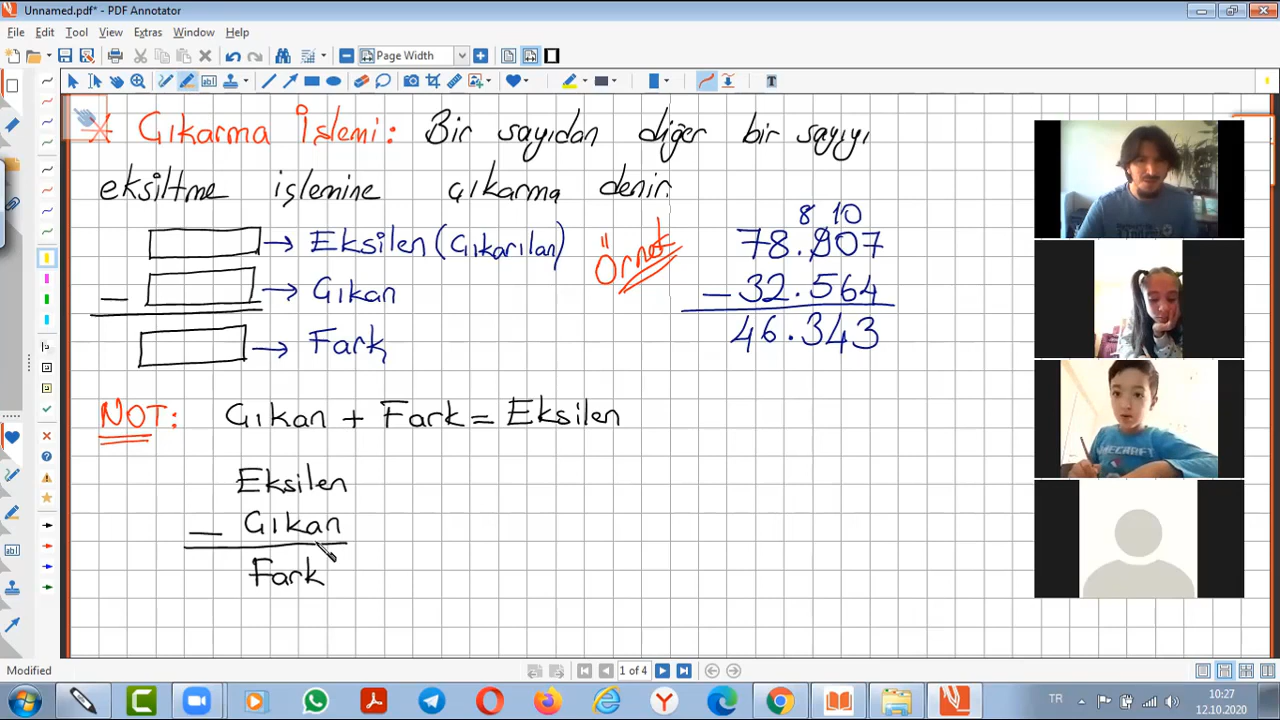 Unnamed.pdf* - PDF Annotator
File Edit Tool View Extras Window Help
Page Width
Çıkarma İşlemi: Bir sayıdan diğer bir sayıyı
eksiltme işlemine çıkarma denir.
→ Eksilen (Çıkarılan)
— → Çıkan
→ Fark
Örnek
8 10
78.907
— 32.564
46.343
NOT: Çıkan + Fark = Eksilen
Eksilen
— Çıkan
Fark
MINECRAFT
Modified
1 of 4
TR
10:27
12.10.2020